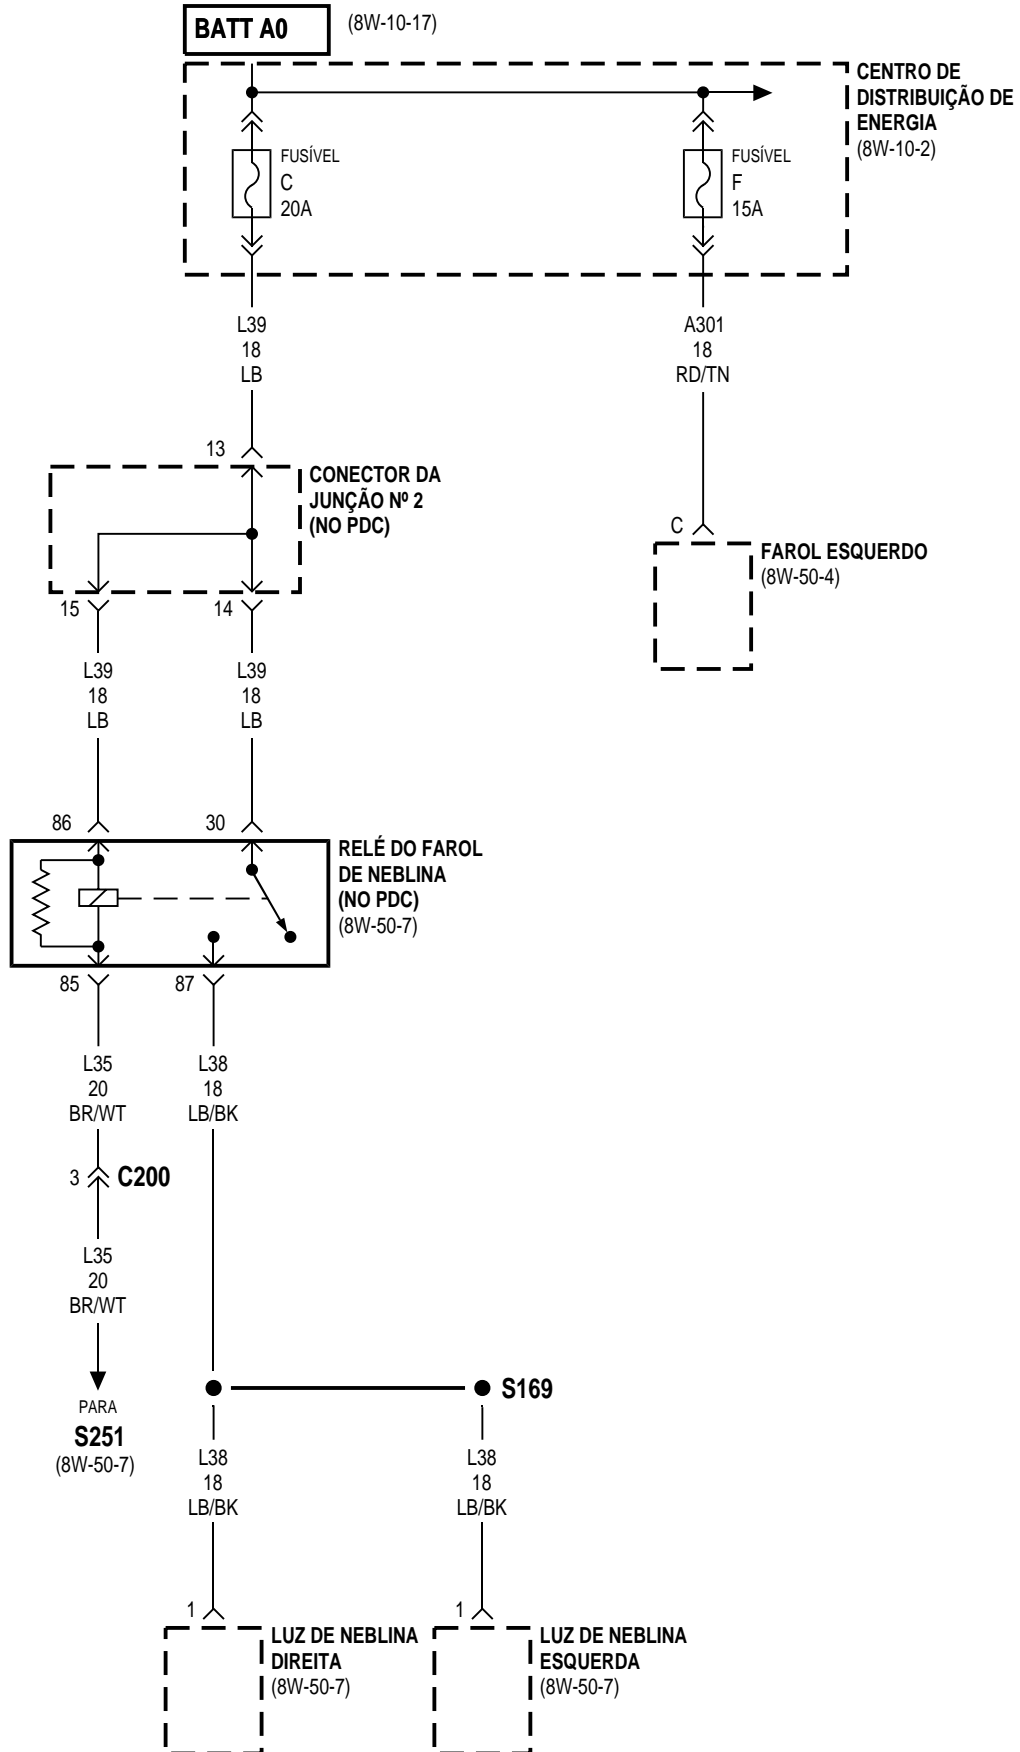 BATT A0
(8W-10-17)
CENTRO DE
DISTRIBUIÇÃO DE
ENERGIA
(8W-10-2)
FUSÍVEL
C
20A
FUSÍVEL
F
15A
L39
18
LB
A301
18
RD/TN
13
CONECTOR DA
JUNÇÃO Nº 2
(NO PDC)
C
FAROL ESQUERDO
(8W-50-4)
15
14
L39
18
LB
L39
18
LB
86
30
RELÉ DO FAROL
DE NEBLINA
(NO PDC)
(8W-50-7)
85
87
L35
20
BR/WT
L38
18
LB/BK
3
C200
L35
20
BR/WT
S169
PARA
S251
(8W-50-7)
L38
18
LB/BK
L38
18
LB/BK
1
LUZ DE NEBLINA
DIREITA
(8W-50-7)
1
LUZ DE NEBLINA
ESQUERDA
(8W-50-7)